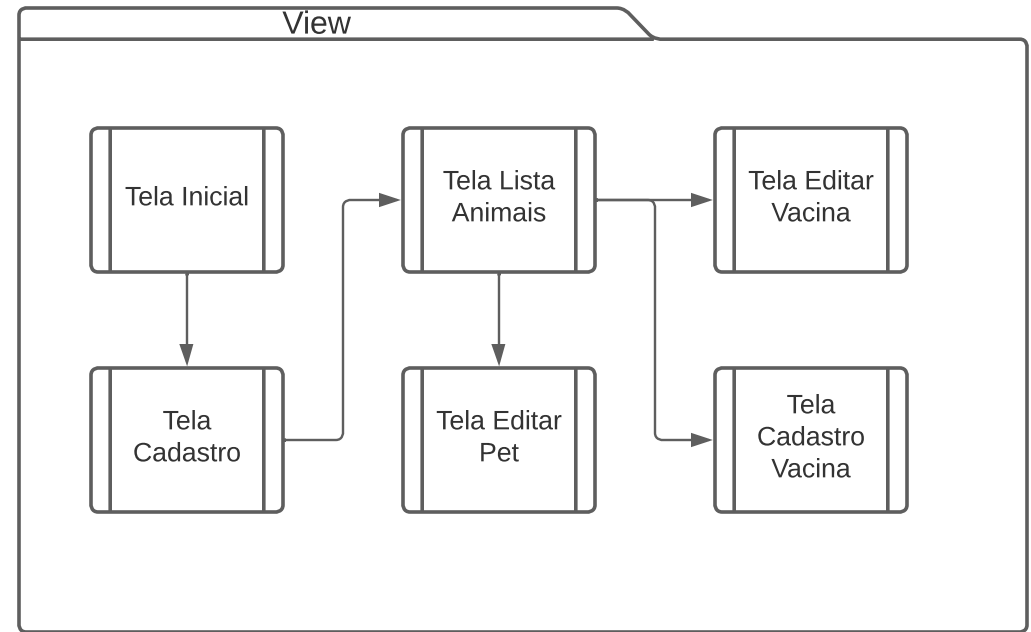 View
Tela Inicial
Tela Lista
Animais
Tela Editar
Vacina
Tela
Cadastro
Tela Editar
Pet
Tela
Cadastro
Vacina